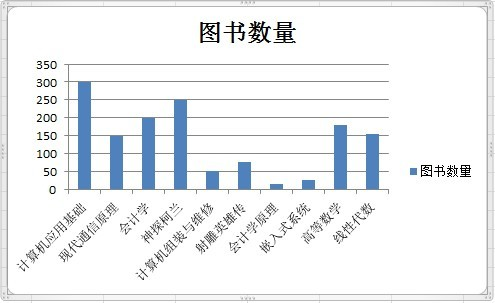 图书数量
350
300
250
200
150
100
50
0
计算机应用基础
现代通信原理
会计学
神探柯兰
计算机组装与维修
射雕英雄传
会计学原理
嵌入式系统
高等数学
线性代数
图书数量